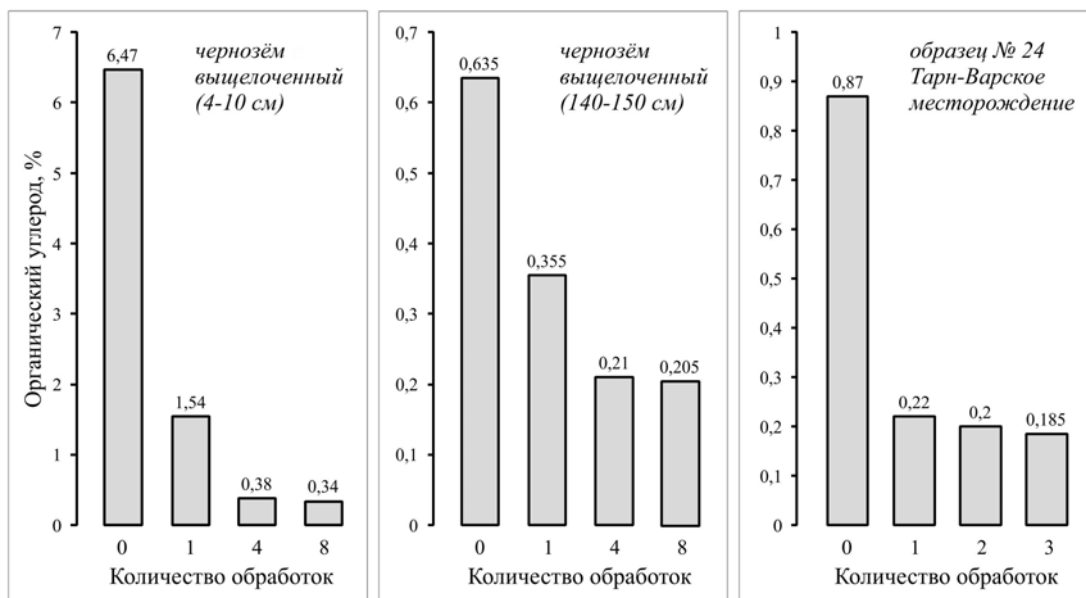 Органический углерод, %
7
6
5
4
3
2
1
0
6,47
1,54
0,38
0,34
чернозём
выщелоченный
(4-10 см)
0 1 4 8
Количество обработок
0,7
0,6
0,5
0,4
0,3
0,2
0,1
0
0,635
0,355
0,21
0,205
чернозём
выщелоченный
(140-150 см)
0 1 4 8
Количество обработок
1
0,9
0,8
0,7
0,6
0,5
0,4
0,3
0,2
0,1
0
0,87
0,22
0,2
0,185
образец № 24
Тарн-Варское
месторождение
0 1 2 3
Количество обработок